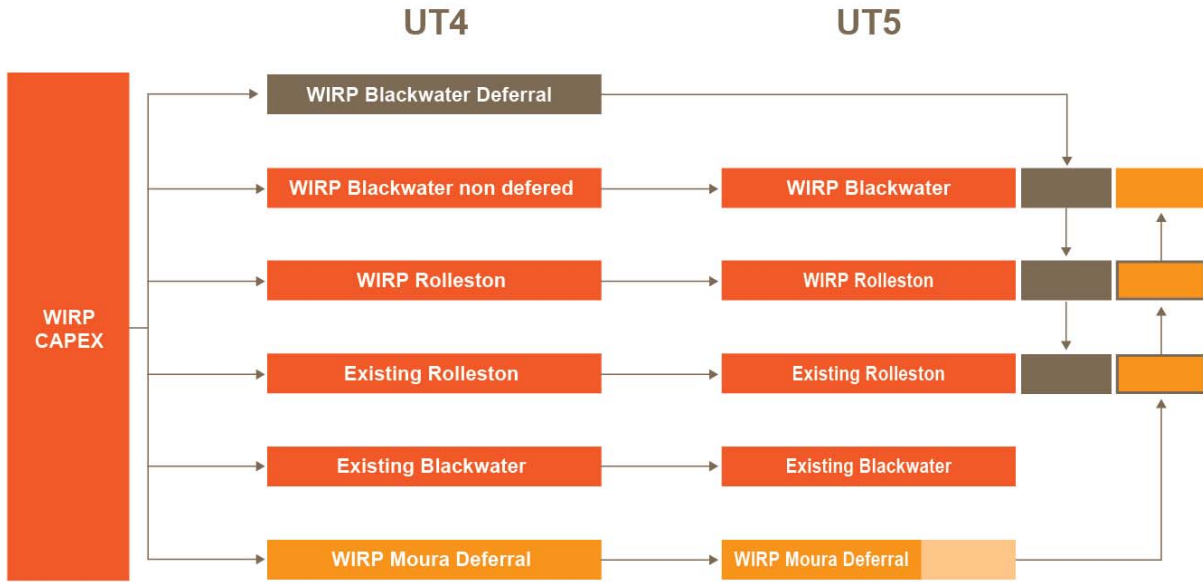 UT4
UT5
WIRP
CAPEX
WIRP Blackwater Deferral
WIRP Blackwater non defered
WIRP Blackwater
WIRP Rolleston
WIRP Rolleston
Existing Rolleston
Existing Rolleston
Existing Blackwater
Existing Blackwater
WIRP Moura Deferral
WIRP Moura Deferral